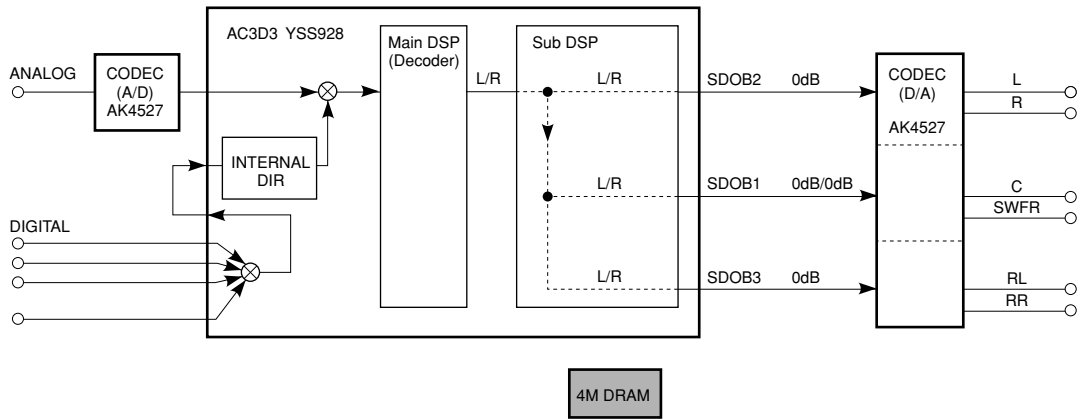 AC3D3 YSS928
Main DSP
(Decoder)
Sub DSP
ANALOG
CODEC
(A/D)
AK4527
L/R
L/R
SDOB2 0dB
CODEC
(D/A)
AK4527
L
R
INTERNAL
DIR
L/R
SDOB1 0dB/0dB
C
SWFR
DIGITAL
L/R
SDOB3 0dB
RL
RR
4M DRAM